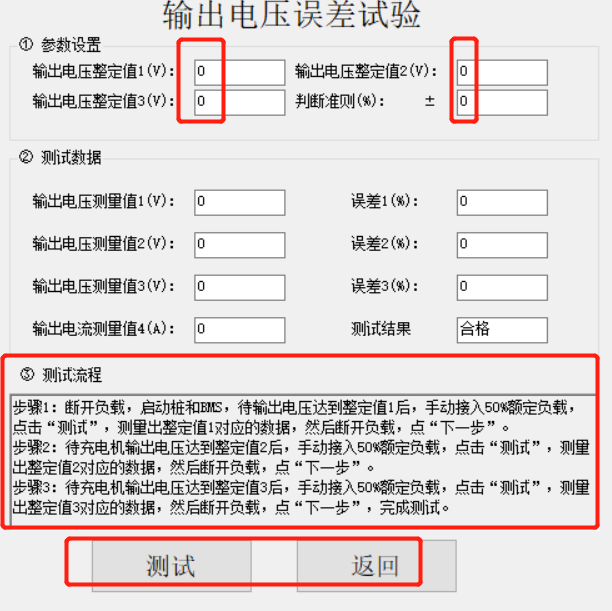 输出电压误差试验
① 参数设置
输出电压整定值1(V): 0 输出电压整定值2(V): 0
输出电压整定值3(V): 0 判断准则(%): ± 0
② 测试数据
输出电压测量值1(V): 0 误差1(%): 0
输出电压测量值2(V): 0 误差2(%): 0
输出电压测量值3(V): 0 误差3(%): 0
输出电流测量值4(A): 0 测试结果 合格
③ 测试流程
步骤1: 断开负载，启动桩和BMS，待输出电压达到整定值1后，手动接入50%额定负载，
点击“测试”，测量出整定值1对应的数据，然后断开负载，点“下一步”。
步骤2: 待充电机输出电压达到整定值2后，手动接入50%额定负载，点击“测试”，测量
出整定值2对应的数据，然后断开负载，点“下一步”。
步骤3: 待充电机输出电压达到整定值3后，手动接入50%额定负载，点击“测试”，测量
出整定值3对应的数据，然后断开负载，点“下一步”，完成测试。
测试 返回